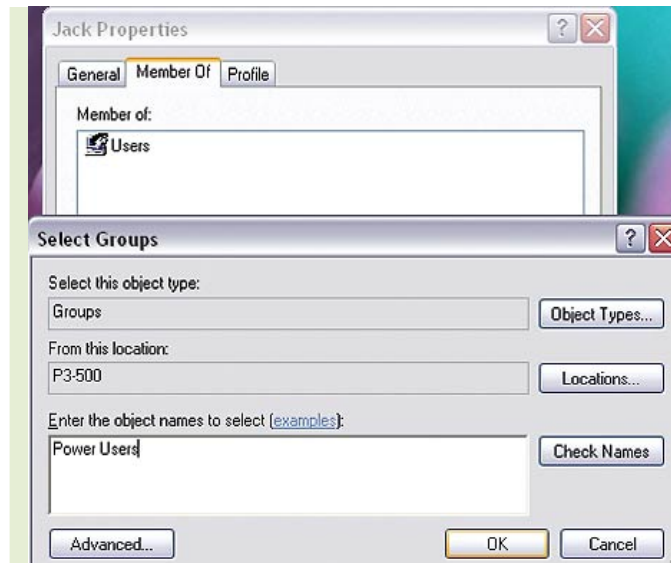 Jack Properties
General Member Of Profile
Member of:
Users
Select Groups
Select this object type:
Groups
Object Types...
From this location:
P3-500
Locations...
Enter the object names to select (examples):
Power Users
Check Names
Advanced...
OK
Cancel